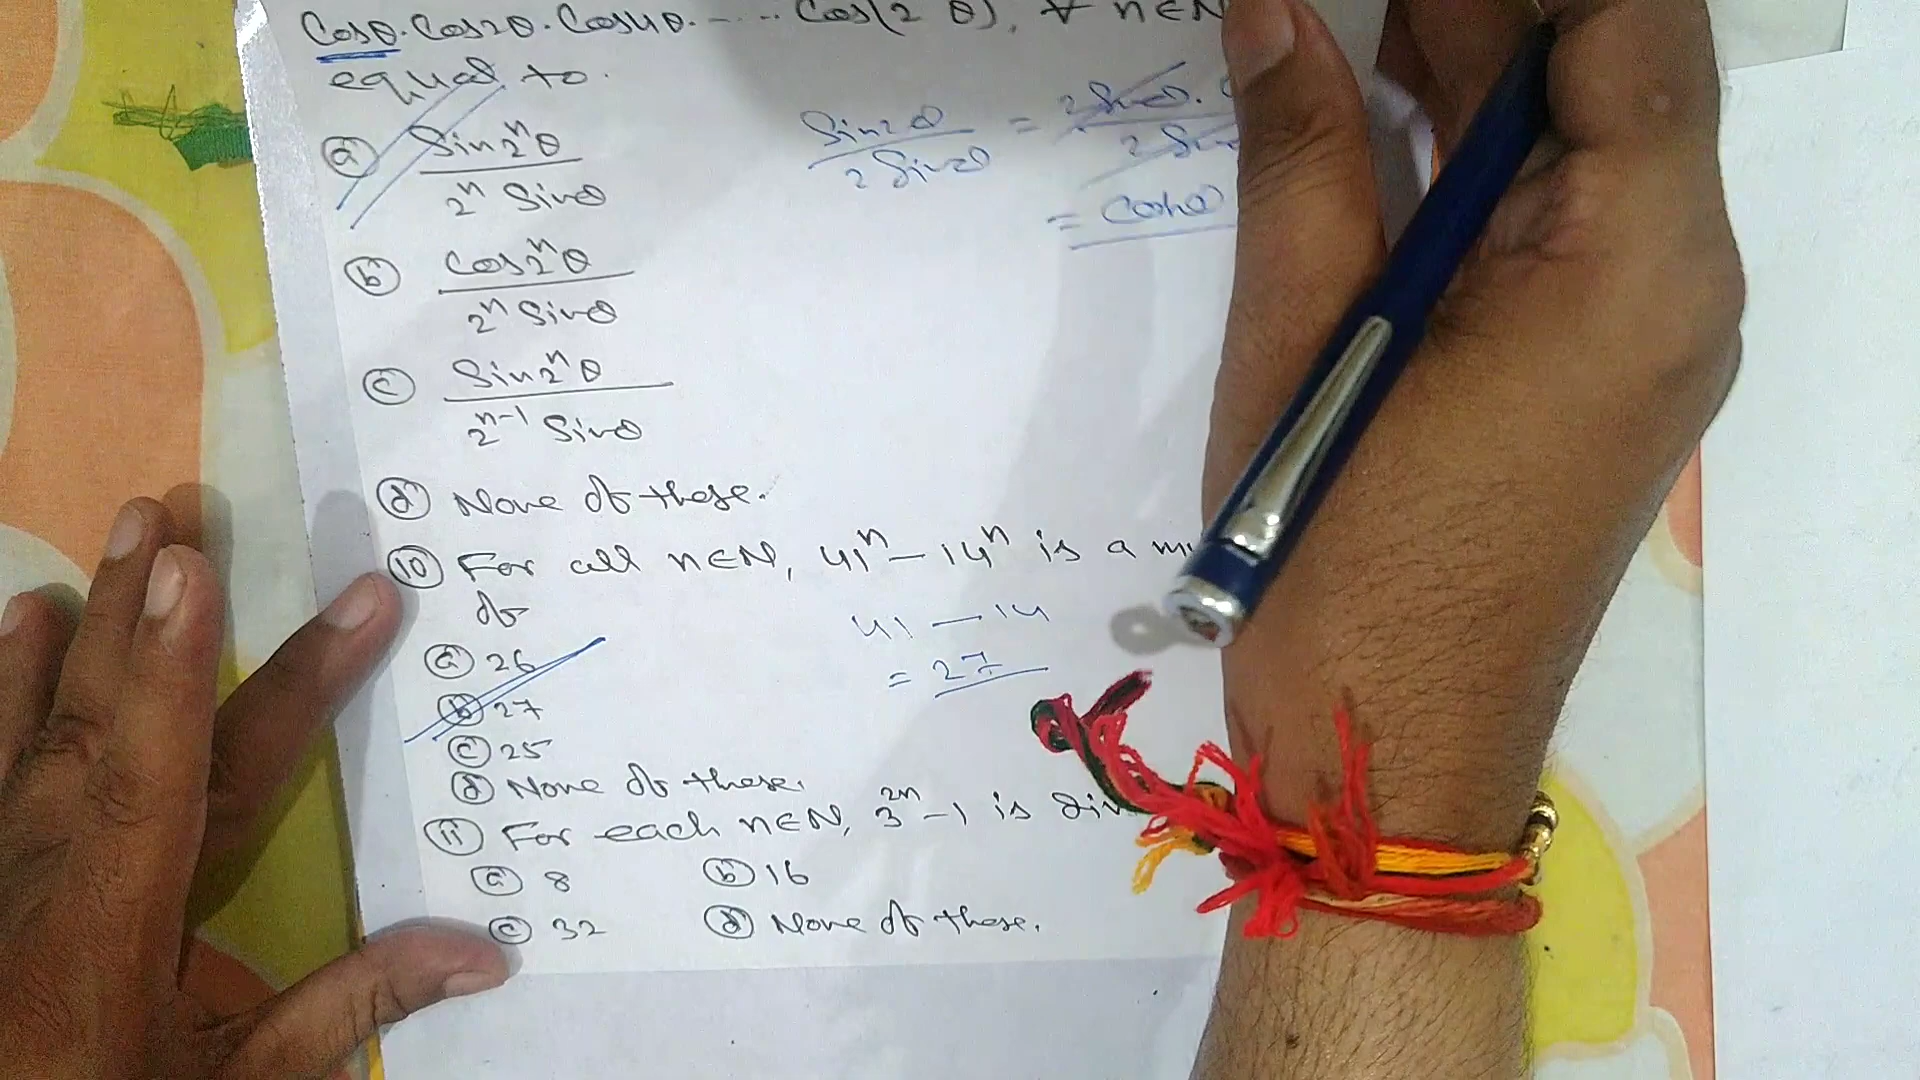 Cosθ. Cos2θ. Cos4θ. ---.. Cos(2 θ), ∀ n∈N
equal to.
ⓐ Sin2ⁿθ / 2ⁿ Sinθ
Sin2θ / 2 Sinθ =
= Cosθ
ⓑ Cos2ⁿθ / 2ⁿ Sinθ
ⓒ Sin2ⁿθ / 2ⁿ⁻¹ Sinθ
ⓓ None of these.
⑩ For all n∈N, 41ⁿ – 14ⁿ is a
of
41 – 14
= 27
ⓐ 26
ⓑ 27
ⓒ 25
ⓓ None of these.
⑪ For each n∈N, 3²ⁿ – 1 is
ⓐ 8 ⓑ 16
ⓒ 32 ⓓ None of these.